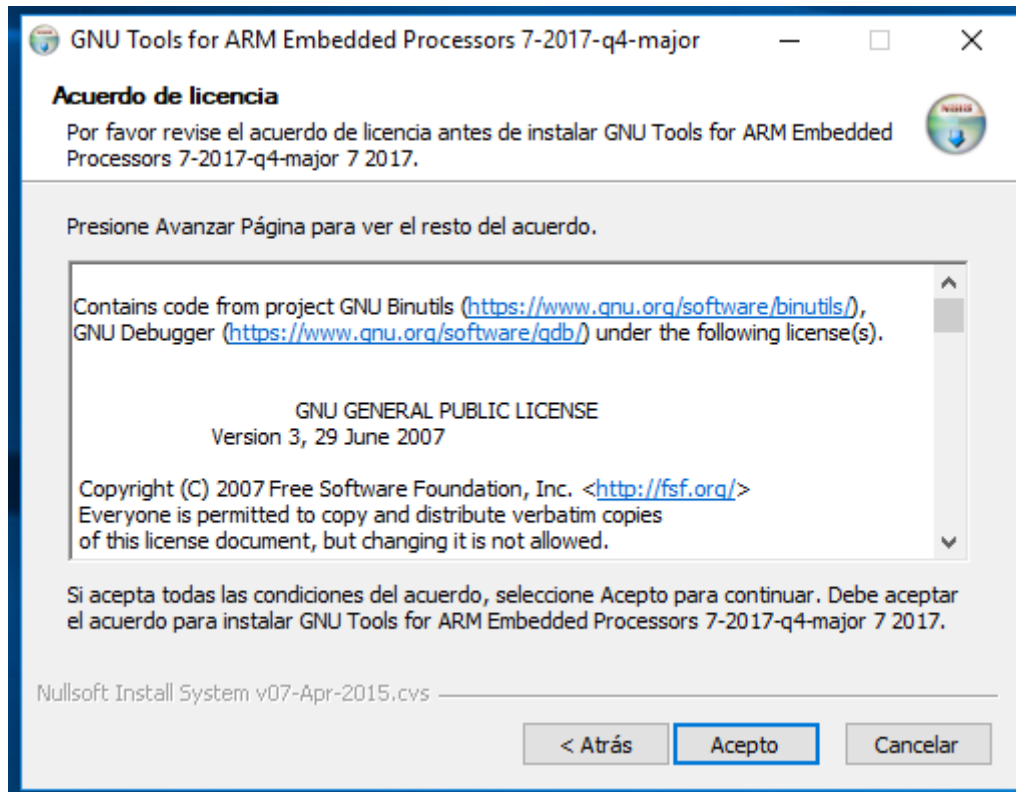 GNU Tools for ARM Embedded Processors 7-2017-q4-major
Acuerdo de licencia
Por favor revise el acuerdo de licencia antes de instalar GNU Tools for ARM Embedded
Processors 7-2017-q4-major 7 2017.
Presione Avanzar Página para ver el resto del acuerdo.
Contains code from project GNU Binutils (https://www.gnu.org/software/binutils/),
GNU Debugger (https://www.gnu.org/software/gdb/) under the following license(s).
GNU GENERAL PUBLIC LICENSE
Version 3, 29 June 2007
Copyright (C) 2007 Free Software Foundation, Inc. <http://fsf.org/>
Everyone is permitted to copy and distribute verbatim copies
of this license document, but changing it is not allowed.
Si acepta todas las condiciones del acuerdo, seleccione Acepto para continuar. Debe aceptar
el acuerdo para instalar GNU Tools for ARM Embedded Processors 7-2017-q4-major 7 2017.
Nullsoft Install System v07-Apr-2015.cvs
< Atrás
Acepto
Cancelar